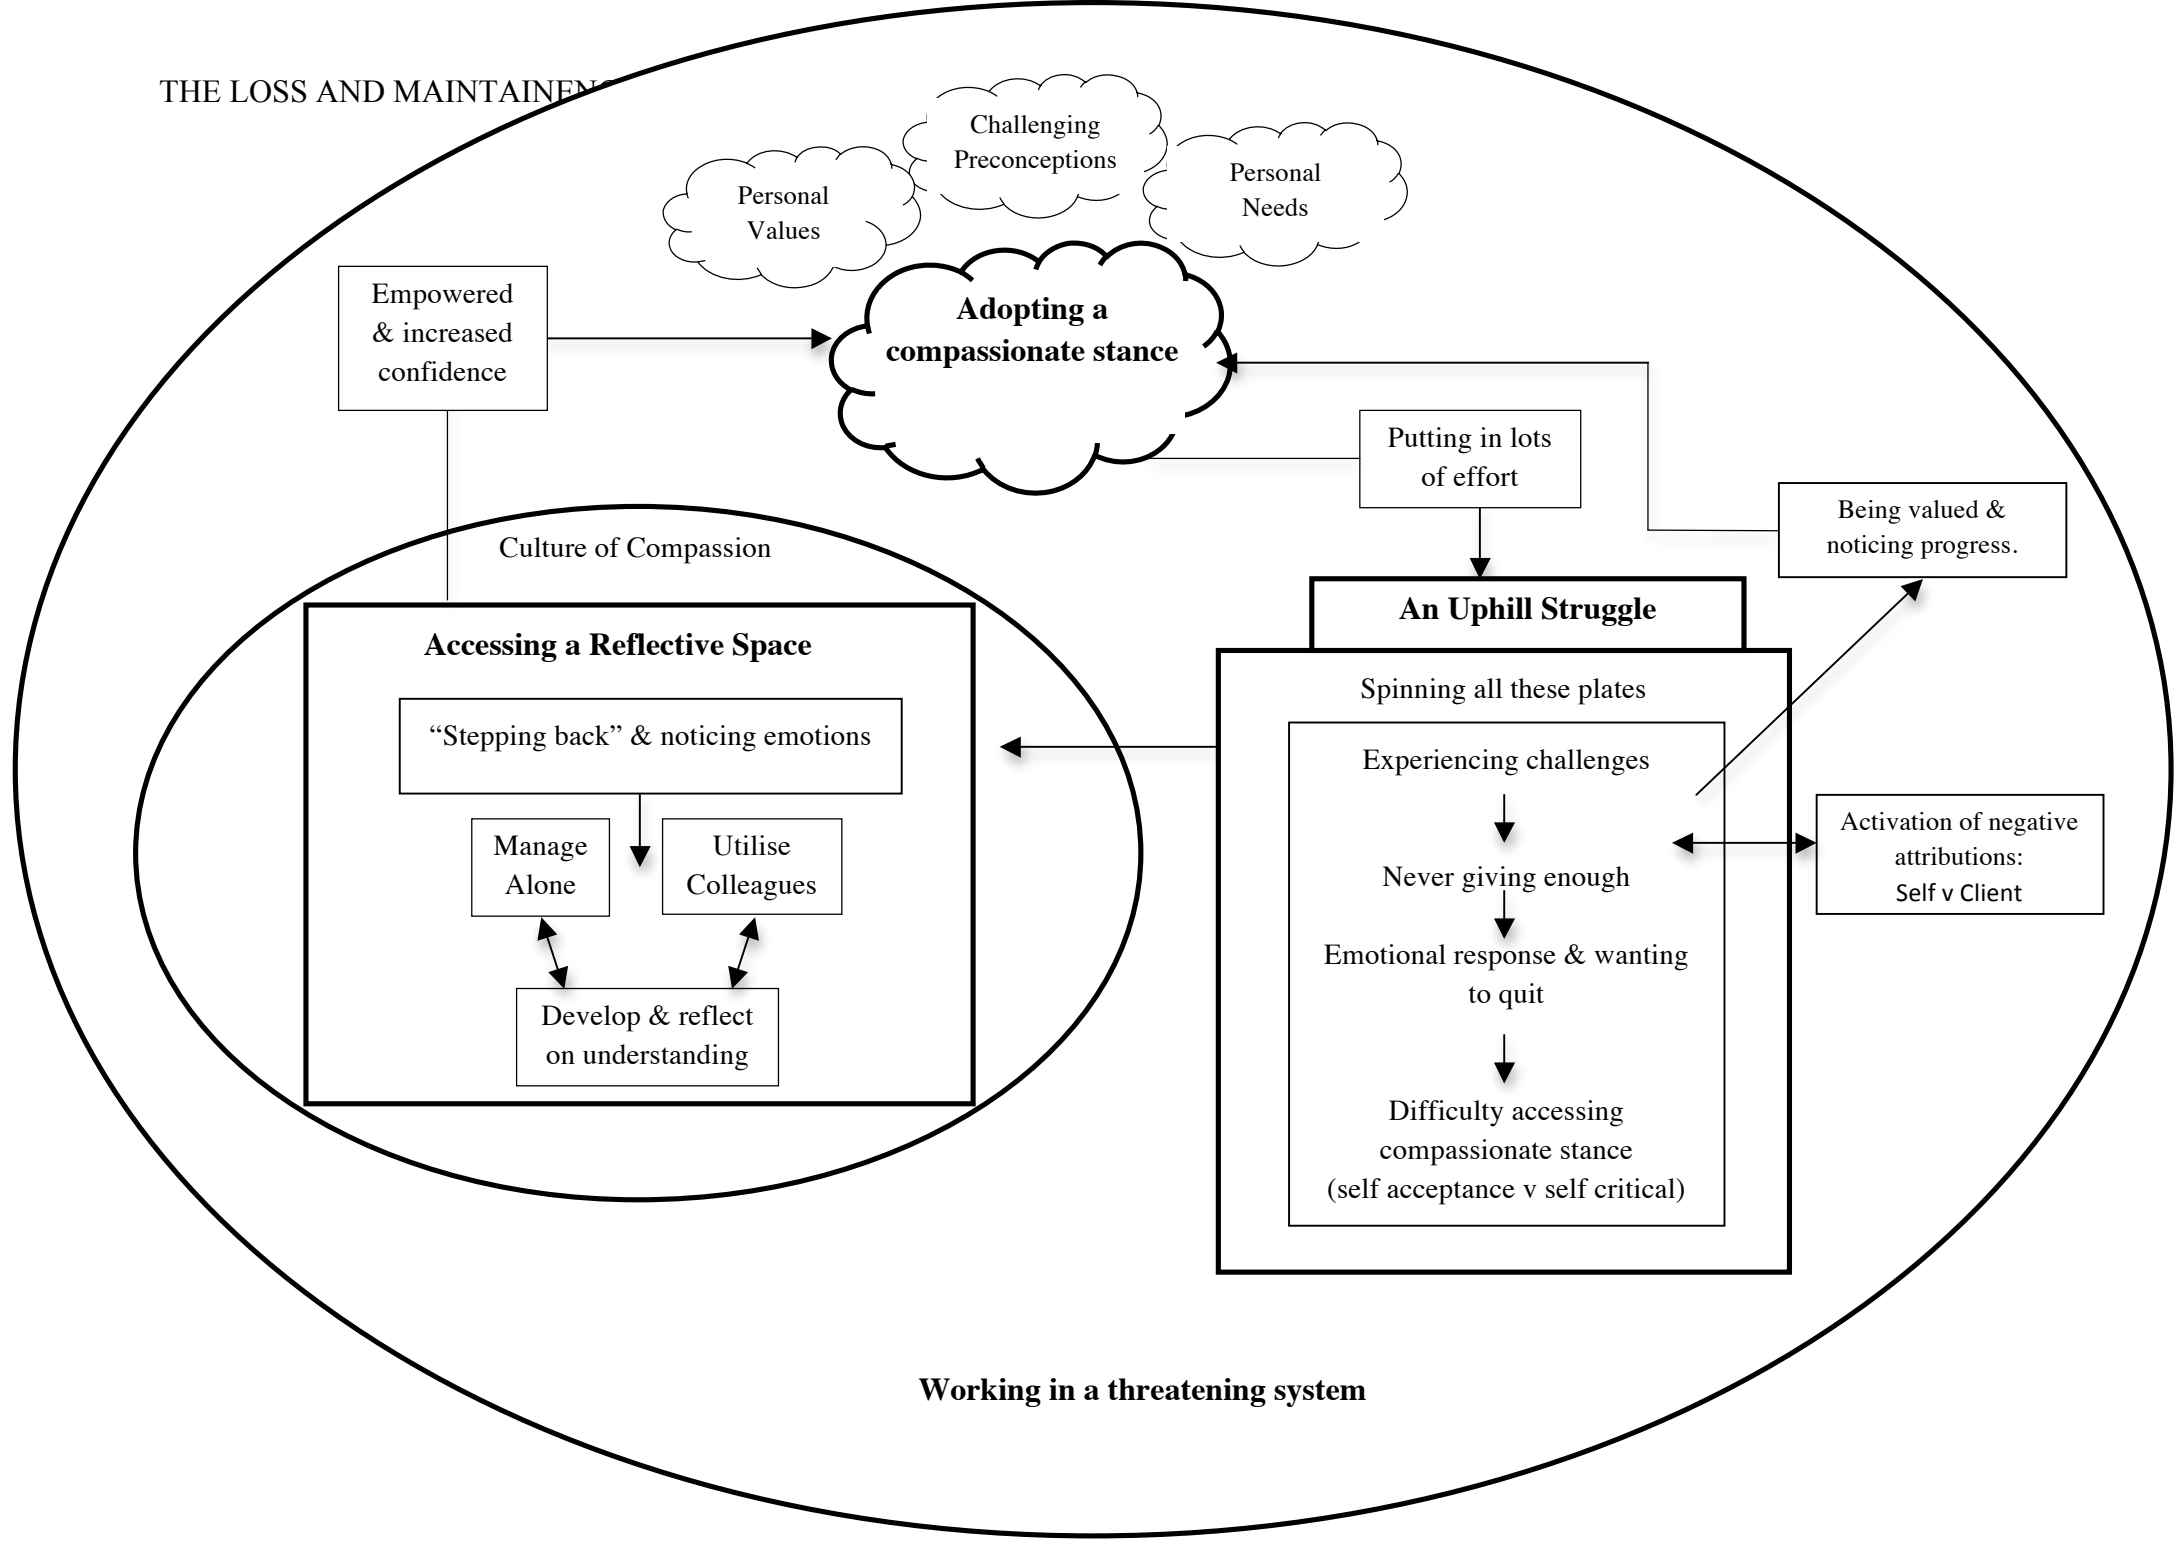 THE LOSS AND MAINTAINENC
Challenging
Preconceptions
Personal
Needs
Personal
Values
Empowered
& increased
confidence
Adopting a
compassionate stance
Putting in lots
of effort
Being valued &
noticing progress.
Culture of Compassion
Accessing a Reflective Space
“Stepping back” & noticing emotions
Manage
Alone
Utilise
Colleagues
Develop & reflect
on understanding
An Uphill Struggle
Spinning all these plates
Experiencing challenges
Never giving enough
Emotional response & wanting
to quit
Difficulty accessing
compassionate stance
(self acceptance v self critical)
Activation of negative
attributions:
Self v Client
Working in a threatening system